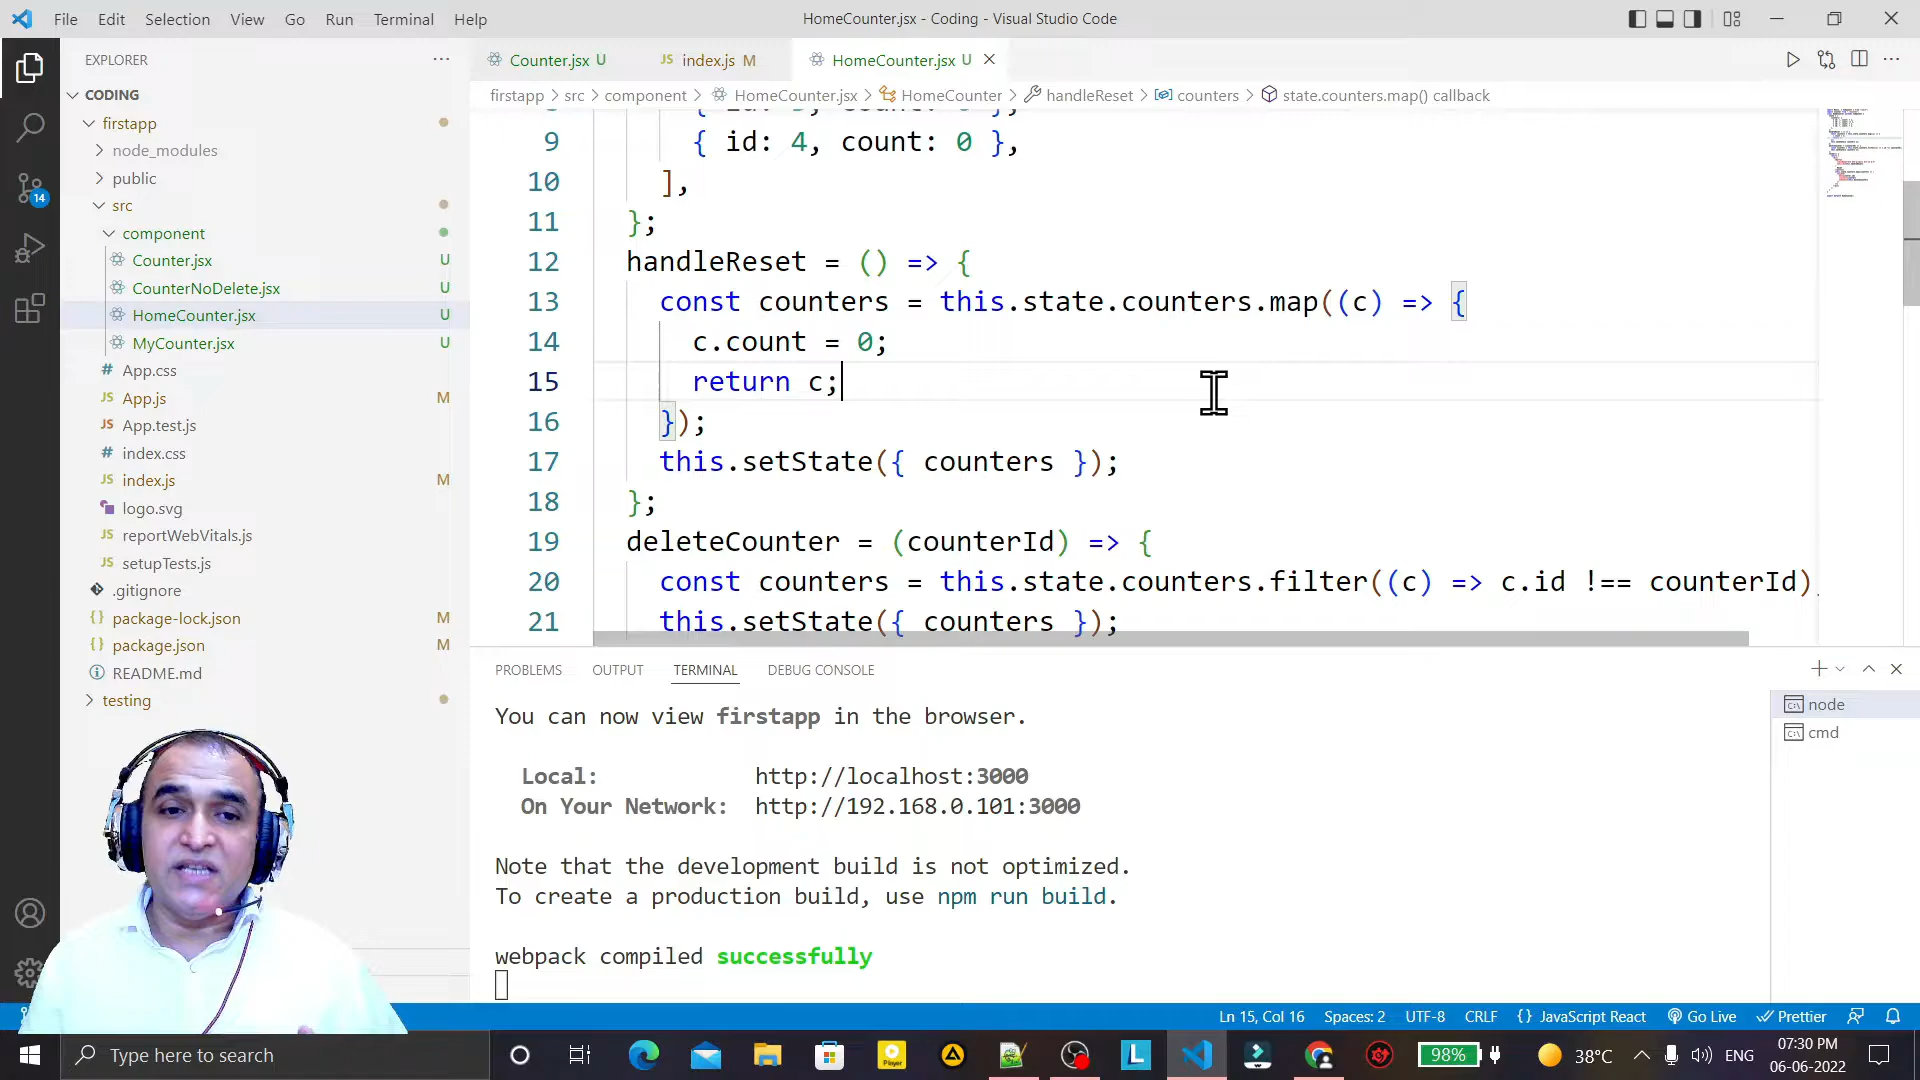 File Edit Selection View Go Run Terminal Help
HomeCounter.jsx - Coding - Visual Studio Code
EXPLORER
Counter.jsx U
JS index.js M
HomeCounter.jsx U
firstapp > src > component > HomeCounter.jsx > HomeCounter > handleReset > counters > state.counters.map() callback
CODING
firstapp
node_modules
public
src
component
Counter.jsx U
CounterNoDelete.jsx U
HomeCounter.jsx U
MyCounter.jsx U
# App.css
JS App.js M
JS App.test.js
# index.css
JS index.js M
logo.svg
JS reportWebVitals.js
JS setupTests.js
.gitignore
{} package-lock.json M
{} package.json M
README.md
testing
14
9 { id: 4, count: 0 },
10 ],
11 };
12 handleReset = () => {
13 const counters = this.state.counters.map((c) => {
14 c.count = 0;
15 return c;
16 });
17 this.setState({ counters });
18 };
19 deleteCounter = (counterId) => {
20 const counters = this.state.counters.filter((c) => c.id !== counterId)
21 this.setState({ counters });
PROBLEMS OUTPUT TERMINAL DEBUG CONSOLE
node
cmd
You can now view firstapp in the browser.
Local: http://localhost:3000
On Your Network: http://192.168.0.101:3000
Note that the development build is not optimized.
To create a production build, use npm run build.
webpack compiled successfully
Ln 15, Col 16 Spaces: 2 UTF-8 CRLF {} JavaScript React Go Live Prettier
Type here to search
Player
L
98%
38°C
ENG
07:30 PM
06-06-2022